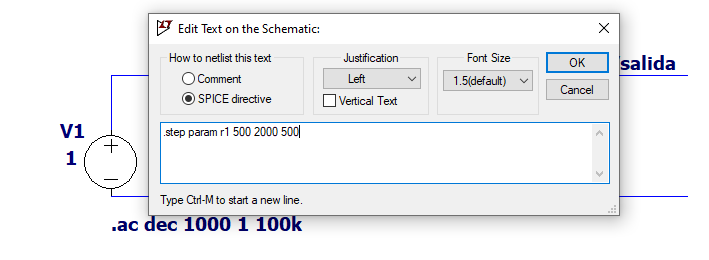 Edit Text on the Schematic:
How to netlist this text
Comment
SPICE directive
Justification
Left
Vertical Text
Font Size
1.5(default)
OK
Cancel
salida
V1
1
.step param r1 500 2000 500
Type Ctrl-M to start a new line.
.ac dec 1000 1 100k